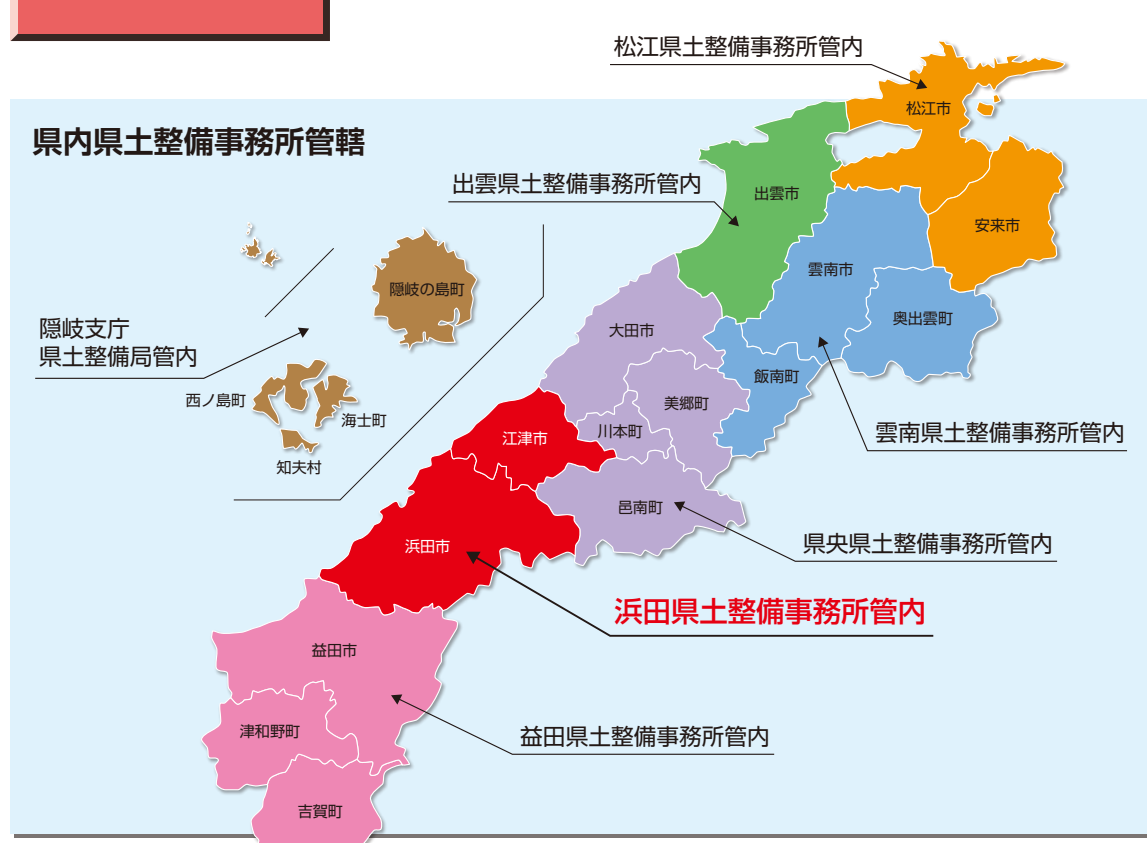 松江県土整備事務所管内
県内県土整備事務所管轄
松江市
出雲県土整備事務所管内
出雲市
安来市
雲南市
隠岐の島町
奥出雲町
隠岐支庁
県土整備局管内
大田市
飯南町
西ノ島町
海士町
美郷町
川本町
江津市
雲南県土整備事務所管内
知夫村
邑南町
浜田市
県央県土整備事務所管内
浜田県土整備事務所管内
益田市
津和野町
益田県土整備事務所管内
吉賀町